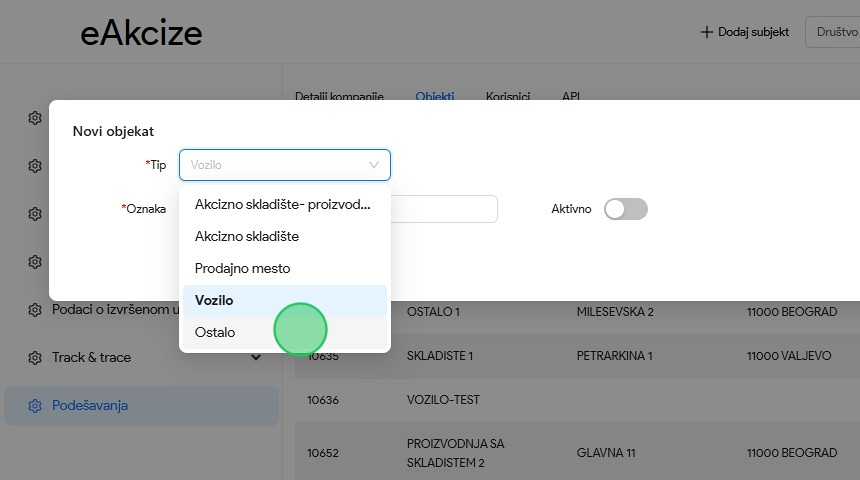 eAkcize
Dodaj subjekt
Društvo
Detalji kompanije
Objekti
Korisnici
API
Novi objekat
*Tip
Vozilo
*Oznaka
Aktivno
Akcizno skladište- proizvod...
Akcizno skladište
Prodajno mesto
Vozilo
Ostalo
Podaci o izvršenom u
OSTALO 1
MILESEVSKA 2
11000 BEOGRAD
Track & trace
10635
SKLADISTE 1
PETRARKINA 1
11000 VALJEVO
Podešavanja
10636
VOZILO-TEST
10652
PROIZVODNJA SA
SKLADISTEM 2
GLAVNA 11
11000 BEOGRAD